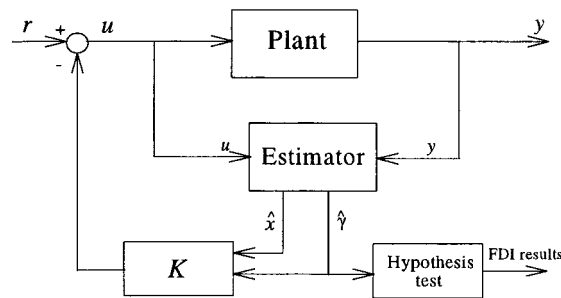 r
+
-
u
Plant
y
u
Estimator
y
x̂
γ̂
K
Hypothesis
test
FDI results